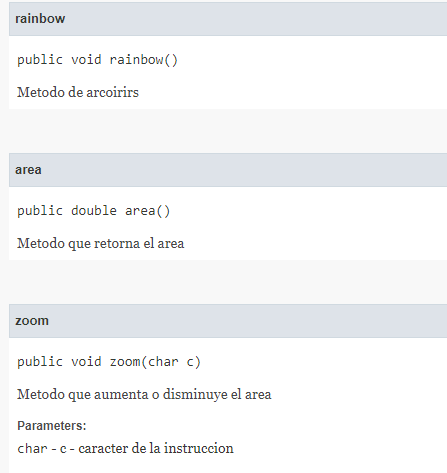 rainbow
public void rainbow()
Metodo de arcoirirs
area
public double area()
Metodo que retorna el area
zoom
public void zoom(char c)
Metodo que aumenta o disminuye el area
Parameters:
char - c - caracter de la instruccion